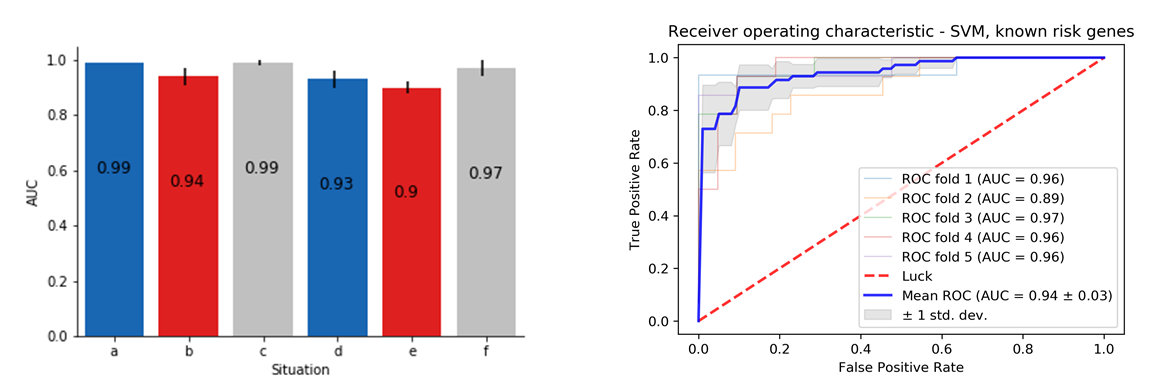 1.0
0.8
0.6
0.4
0.2
0.0
AUC
0.99
0.94
0.99
0.93
0.9
0.97
a b c d e f
Situation
Receiver operating characteristic - SVM, known risk genes
1.0
0.8
0.6
0.4
0.2
0.0
True Positive Rate
ROC fold 1 (AUC = 0.96)
ROC fold 2 (AUC = 0.89)
ROC fold 3 (AUC = 0.97)
ROC fold 4 (AUC = 0.96)
ROC fold 5 (AUC = 0.96)
Luck
Mean ROC (AUC = 0.94 ± 0.03)
± 1 std. dev.
0.0 0.2 0.4 0.6 0.8 1.0
False Positive Rate